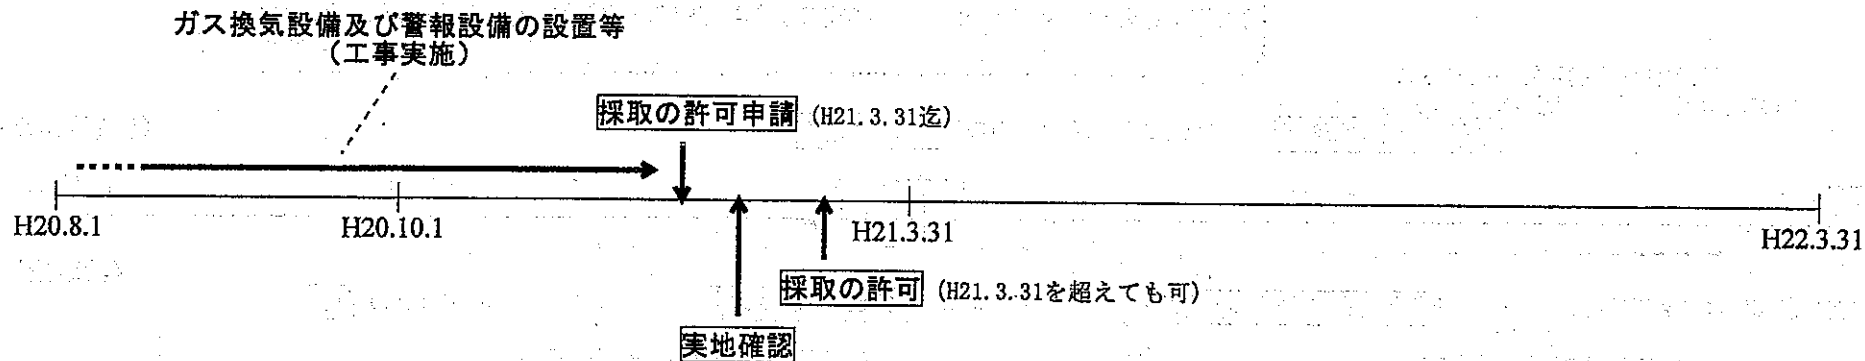 ガス換気設備及び警報設備の設置等
(工事実施)
採取の許可申請 (H21.3.31迄)
H20.8.1
H20.10.1
H21.3.31
H22.3.31
採取の許可 (H21.3.31を超えても可)
実地確認